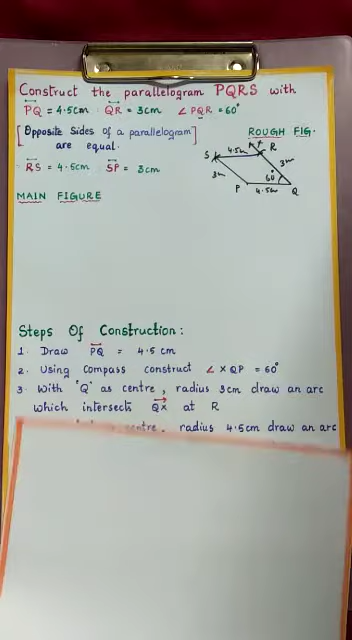 Construct the parallelogram PQRS with
PQ = 4.5cm QR = 3cm ∠ PQR = 60°
[Opposite Sides of a parallelogram]
are equal.
ROUGH FIG.
S 4.5cm X R
3cm 3cm
60°
P 4.5cm Q
RS = 4.5cm SP = 3cm
MAIN FIGURE
Steps Of Construction:
1. Draw PQ = 4.5 cm
2. Using Compass construct ∠ XQP = 60°
3. With 'Q' as centre, radius 3cm draw an arc
which intersects QX at R
centre, radius 4.5cm draw an arc